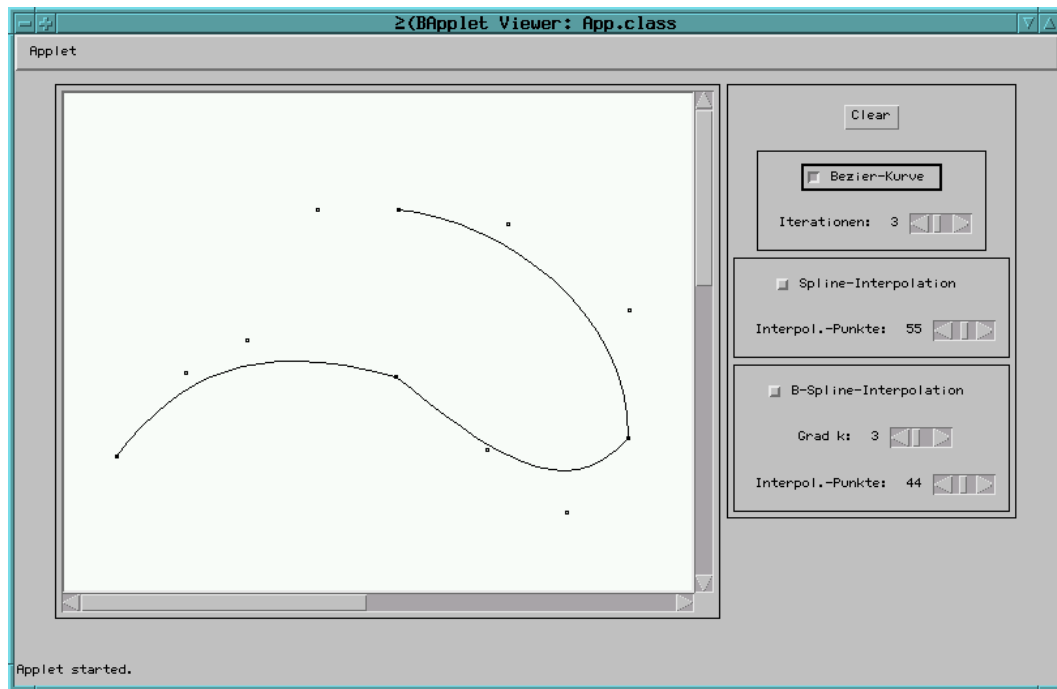 ≥(BApplet Viewer: App.class
Applet
Clear
Bezier-Kurve
Iterationen: 3
Spline-Interpolation
Interpol.-Punkte: 55
B-Spline-Interpolation
Grad k: 3
Interpol.-Punkte: 44
Applet started.